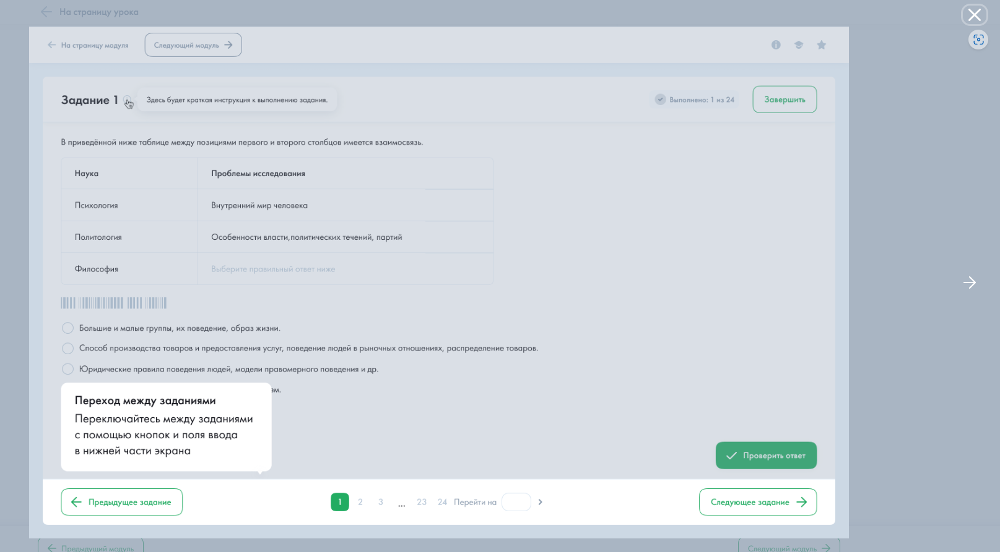 На страницу урока
На страницу модуля
Следующий модуль
Задание 1
Здесь будет краткая инструкция к выполнению задания.
Выполнено: 1 из 24
Завершить
В приведённой ниже таблице между позициями первого и второго столбцов имеется взаимосвязь.
Наука Проблемы исследования
Психология Внутренний мир человека
Политология Особенности власти,политических течений, партий
Философия Выберите правильный ответ ниже
Большие и малые группы, их поведение, образ жизни.
Способ производства товаров и предоставления услуг, поведение людей в рыночных отношениях, распределение товаров.
Юридические правила поведения людей, модели правомерного поведения и др.
Переход между заданиями
Переключайтесь между заданиями
с помощью кнопок и поля ввода
в нижней части экрана
Проверить ответ
Предыдущее задание
1 2 3 ... 23 24 Перейти на
Следующее задание
Предыдущий модуль
Следующий модуль